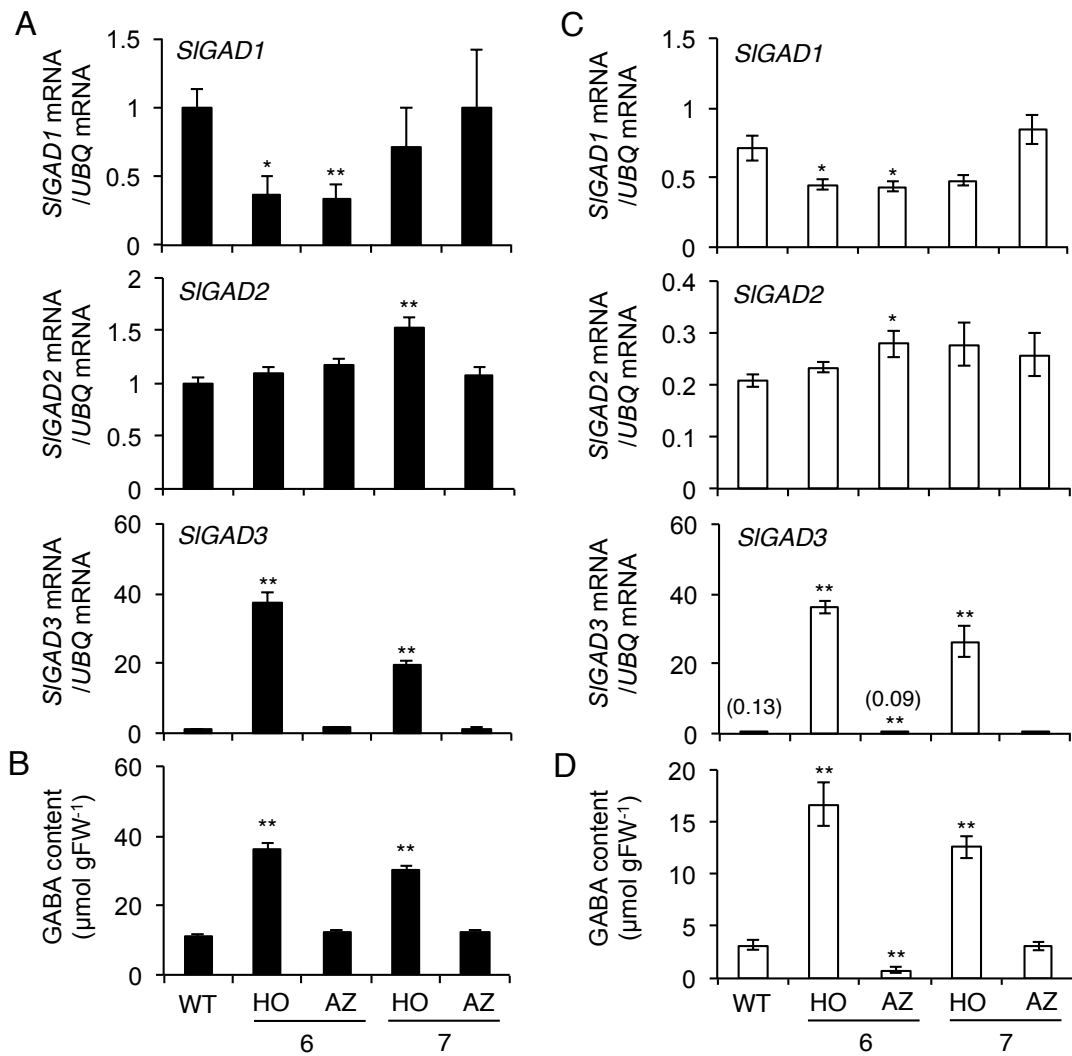 A
SlGAD1
SlGAD1 mRNA
/UBQ mRNA
1.5
1
0.5
0
*
**
SlGAD2
SlGAD2 mRNA
/UBQ mRNA
2
1.5
1
0.5
0
**
SlGAD3
SlGAD3 mRNA
/UBQ mRNA
60
40
20
0
**
**
B
GABA content
(µmol gFW-1)
60
40
20
0
**
**
WT HO AZ HO AZ
6 7
C
SlGAD1
SlGAD1 mRNA
/UBQ mRNA
1.5
1
0.5
0
*
*
SlGAD2
SlGAD2 mRNA
/UBQ mRNA
0.4
0.3
0.2
0.1
0
*
SlGAD3
SlGAD3 mRNA
/UBQ mRNA
60
40
20
0
(0.13)
**
(0.09)
**
**
D
GABA content
(µmol gFW-1)
20
15
10
5
0
**
**
**
WT HO AZ HO AZ
6 7